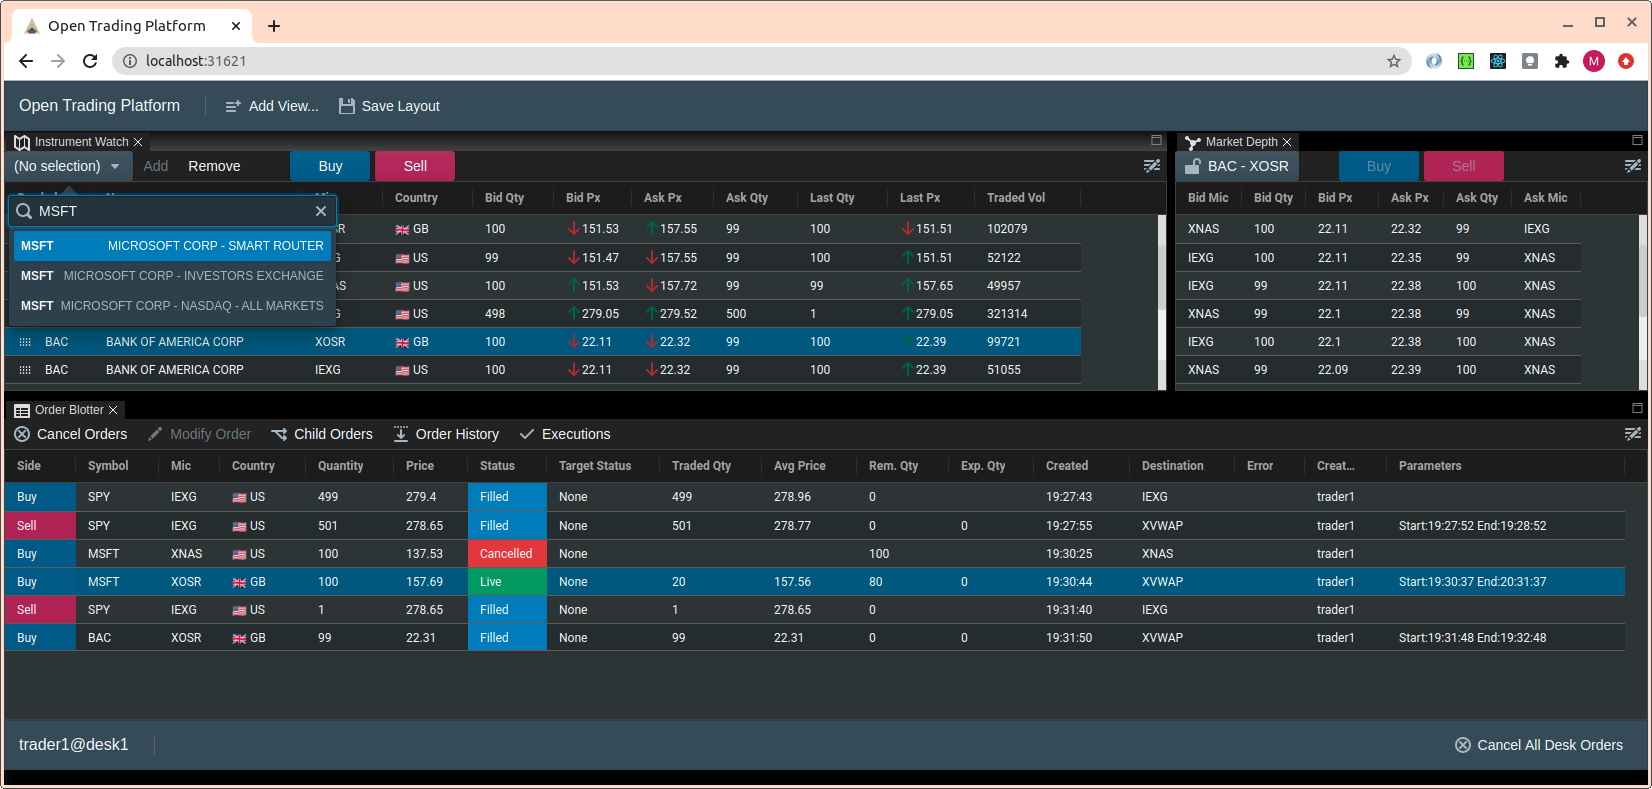 Open Trading Platform
localhost:31621
M
Open Trading Platform Add View... Save Layout
Instrument Watch
(No selection) Add Remove Buy Sell
Country Bid Qty Bid Px Ask Px Ask Qty Last Qty Last Px Traded Vol
MSFT
MSFT MICROSOFT CORP - SMART ROUTER
MSFT MICROSOFT CORP - INVESTORS EXCHANGE
MSFT MICROSOFT CORP - NASDAQ - ALL MARKETS
GB 100 151.53 157.55 99 100 151.51 102079
US 99 151.47 157.55 99 100 151.51 52122
US 100 151.53 157.72 99 99 157.65 49957
US 498 279.05 279.52 500 1 279.05 321314
BAC BANK OF AMERICA CORP XOSR GB 100 22.11 22.32 99 100 22.39 99721
BAC BANK OF AMERICA CORP IEXG US 100 22.11 22.32 99 100 22.39 51055
Market Depth
BAC - XOSR Buy Sell
Bid Mic Bid Qty Bid Px Ask Px Ask Qty Ask Mic
XNAS 100 22.11 22.32 99 IEXG
IEXG 100 22.11 22.35 99 XNAS
IEXG 99 22.11 22.38 100 XNAS
XNAS 99 22.1 22.38 99 XNAS
IEXG 100 22.1 22.38 100 XNAS
XNAS 99 22.09 22.39 100 XNAS
Order Blotter
Cancel Orders Modify Order Child Orders Order History Executions
Side Symbol Mic Country Quantity Price Status Target Status Traded Qty Avg Price Rem. Qty Exp. Qty Created Destination Error Creat... Parameters
Buy SPY IEXG US 499 279.4 Filled None 499 278.96 0 19:27:43 IEXG trader1
Sell SPY IEXG US 501 278.65 Filled None 501 278.77 0 0 19:27:55 XVWAP trader1 Start:19:27:52 End:19:28:52
Buy MSFT XNAS US 100 137.53 Cancelled None 100 19:30:25 XNAS trader1
Buy MSFT XOSR GB 100 157.69 Live None 20 157.56 80 0 19:30:44 XVWAP trader1 Start:19:30:37 End:20:31:37
Sell SPY IEXG US 1 278.65 Filled None 1 278.65 0 19:31:40 IEXG trader1
Buy BAC XOSR GB 99 22.31 Filled None 99 22.31 0 0 19:31:50 XVWAP trader1 Start:19:31:48 End:19:32:48
trader1@desk1 Cancel All Desk Orders